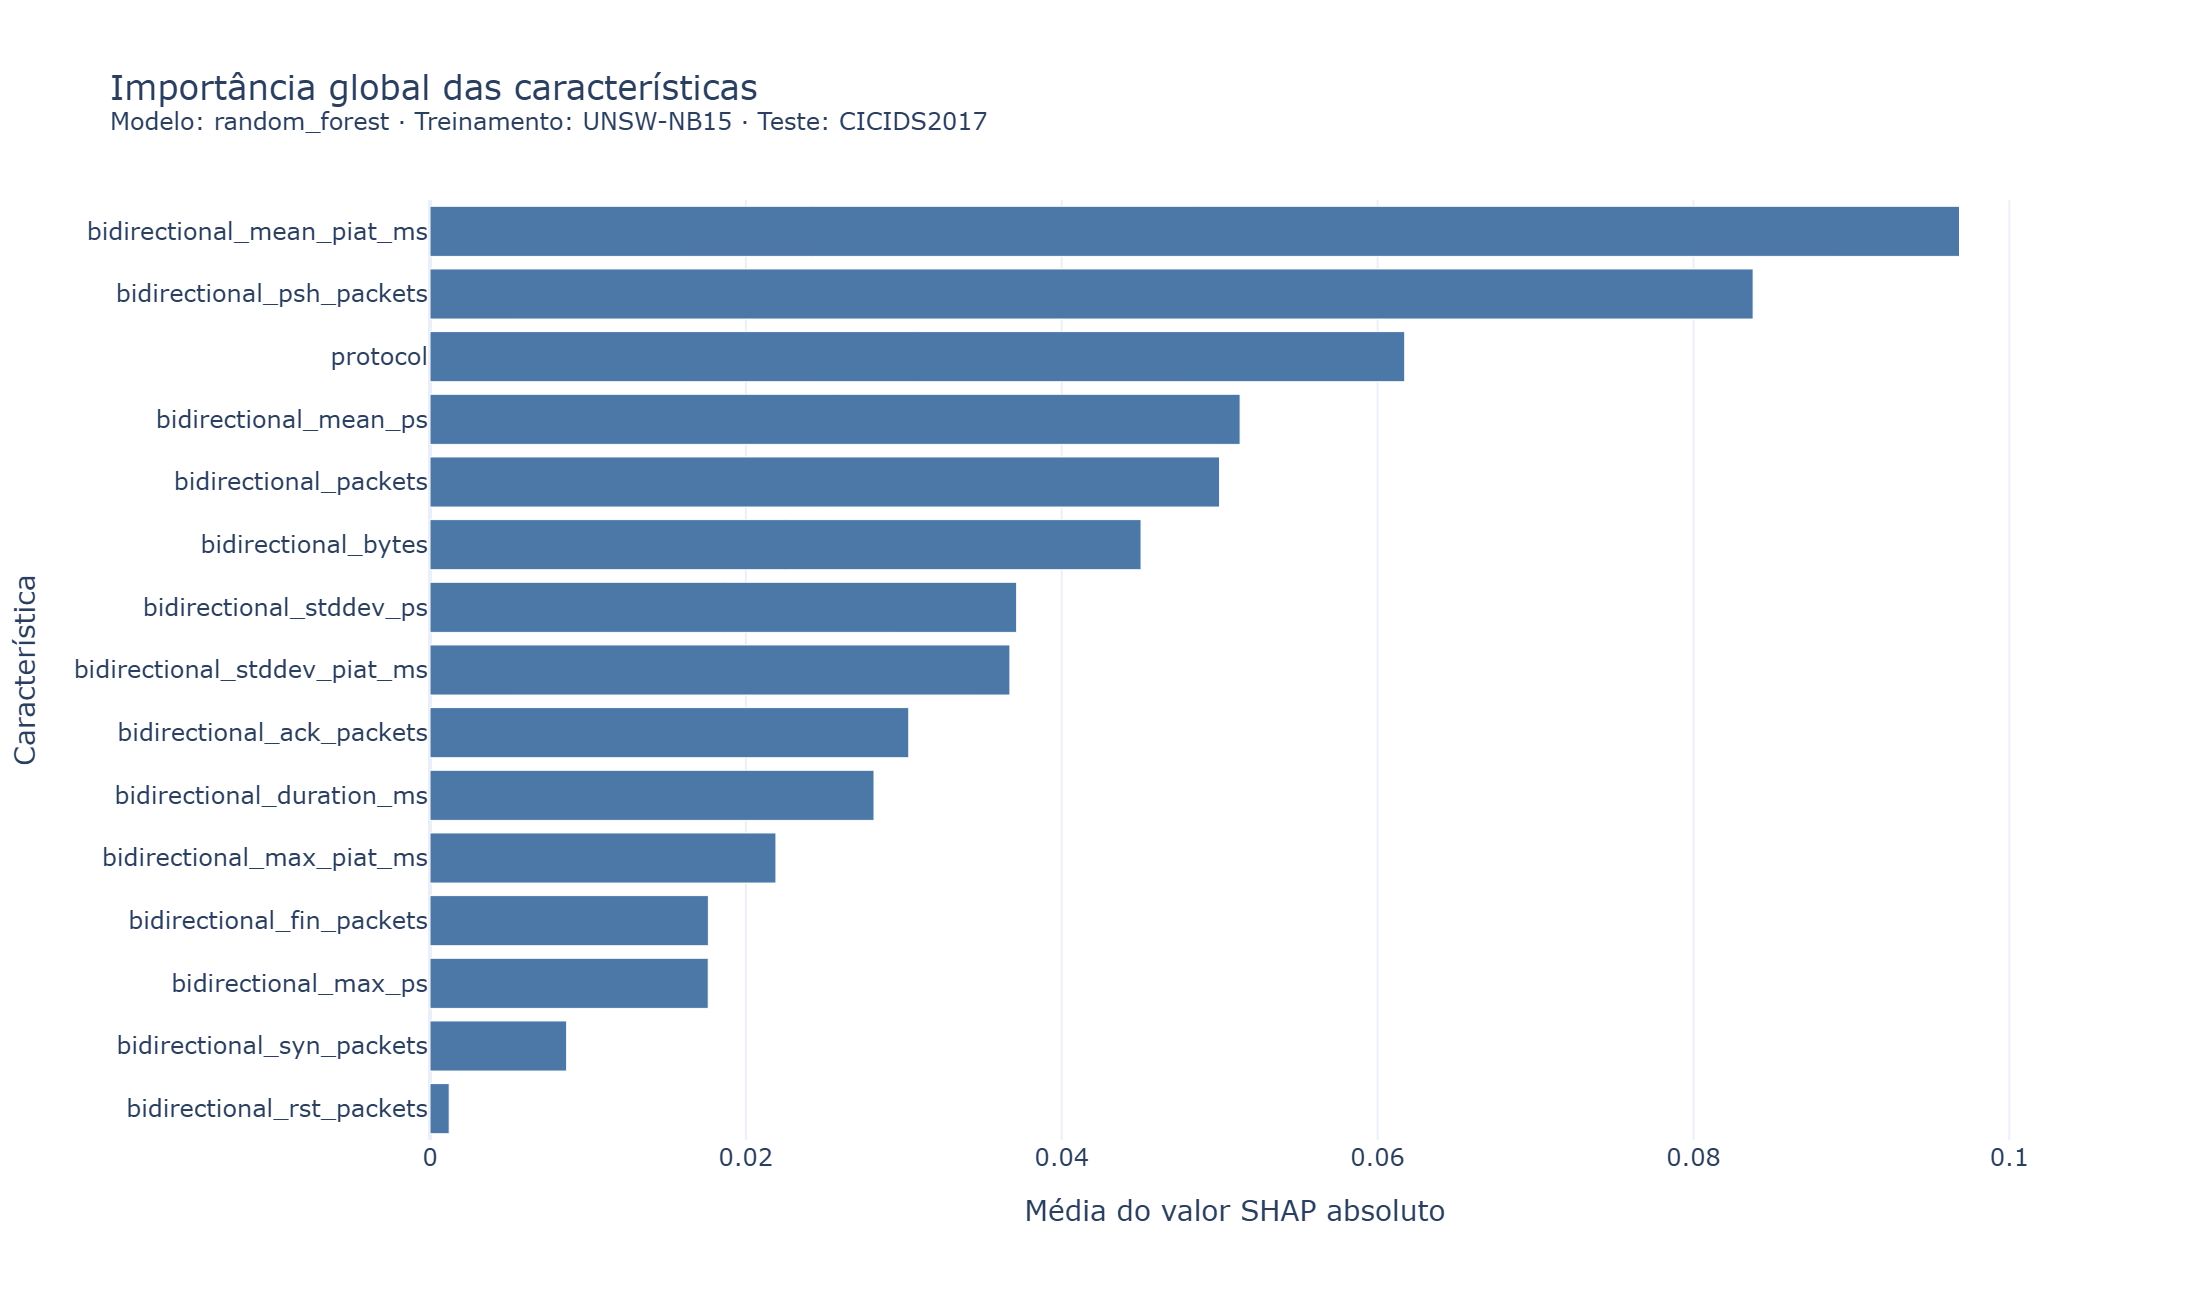 Importância global das características
Modelo: random_forest · Treinamento: UNSW-NB15 · Teste: CICIDS2017
Característica
bidirectional_mean_piat_ms
bidirectional_psh_packets
protocol
bidirectional_mean_ps
bidirectional_packets
bidirectional_bytes
bidirectional_stddev_ps
bidirectional_stddev_piat_ms
bidirectional_ack_packets
bidirectional_duration_ms
bidirectional_max_piat_ms
bidirectional_fin_packets
bidirectional_max_ps
bidirectional_syn_packets
bidirectional_rst_packets
0 0.02 0.04 0.06 0.08 0.1
Média do valor SHAP absoluto